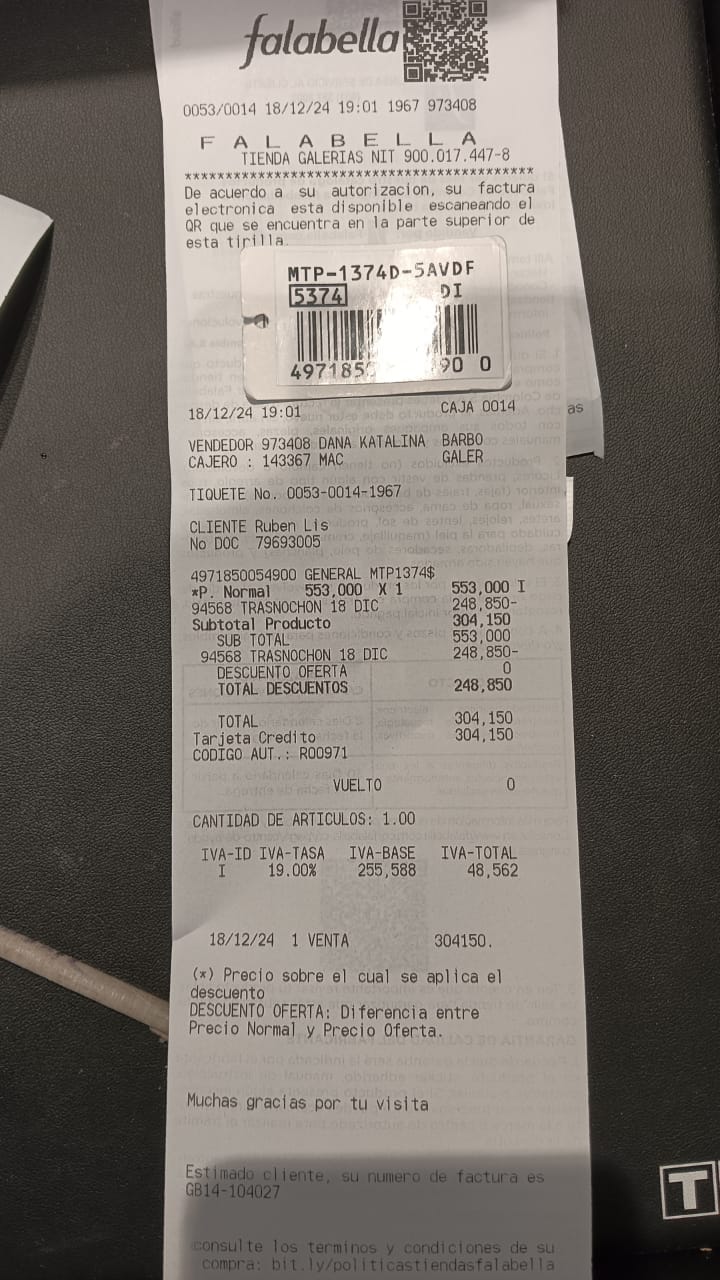 falabella
0053/0014 18/12/24 19:01 1967 973408
F A L A B E L L A
TIENDA GALERIAS NIT 900.017.447-8
******************************************
De acuerdo a su autorizacion, su factura
electronica esta disponible escaneando el
QR que se encuentra en la parte superior de
esta tirilla.
MTP-1374D-5AVDF
5374 DI
497185 90 0
18/12/24 19:01 CAJA 0014
as
VENDEDOR 973408 DANA KATALINA BARBO
CAJERO : 143367 MAC GALER
TIQUETE No. 0053-0014-1967
CLIENTE Ruben Lis
No DOC 79693005
4971850054900 GENERAL MTP1374$
*P. Normal 553,000 X 1 553,000 I
94568 TRASNOCHON 18 DIC 248,850-
Subtotal Producto 304,150
SUB TOTAL 553,000
94568 TRASNOCHON 18 DIC 248,850-
DESCUENTO OFERTA 0
TOTAL DESCUENTOS 248,850
TOTAL 304,150
Tarjeta Credito 304,150
CODIGO AUT.: R00971
VUELTO 0
CANTIDAD DE ARTICULOS: 1.00
IVA-ID IVA-TASA IVA-BASE IVA-TOTAL
I 19.00% 255,588 48,562
18/12/24 1 VENTA 304150.
(*) Precio sobre el cual se aplica el
descuento
DESCUENTO OFERTA: Diferencia entre
Precio Normal y Precio Oferta.
Muchas gracias por tu visita
Estimado cliente, su numero de factura es
GB14-104027
consulte los terminos y condiciones de su
compra: bit.ly/politicastiendasfalabella
T